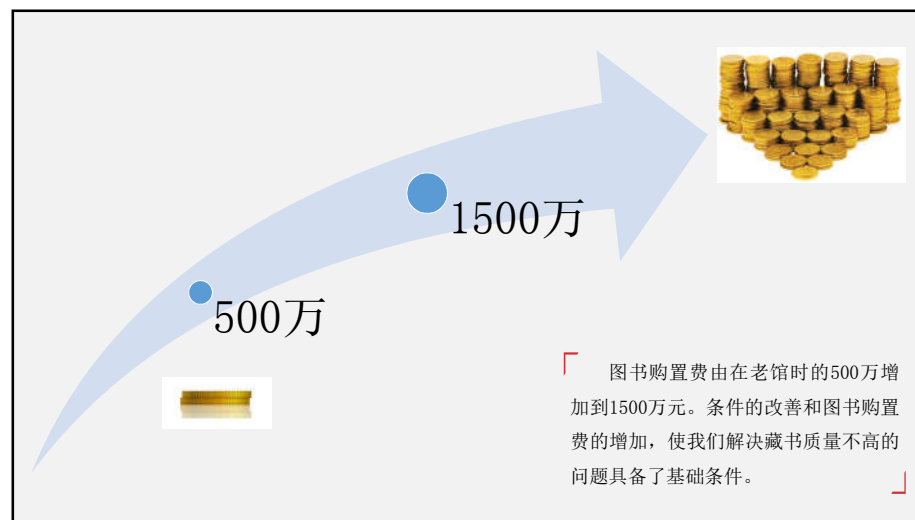 1500万
500万
图书购置费由在老馆时的500万增
加到1500万元。条件的改善和图书购置
费的增加，使我们解决藏书质量不高的
问题具备了基础条件。